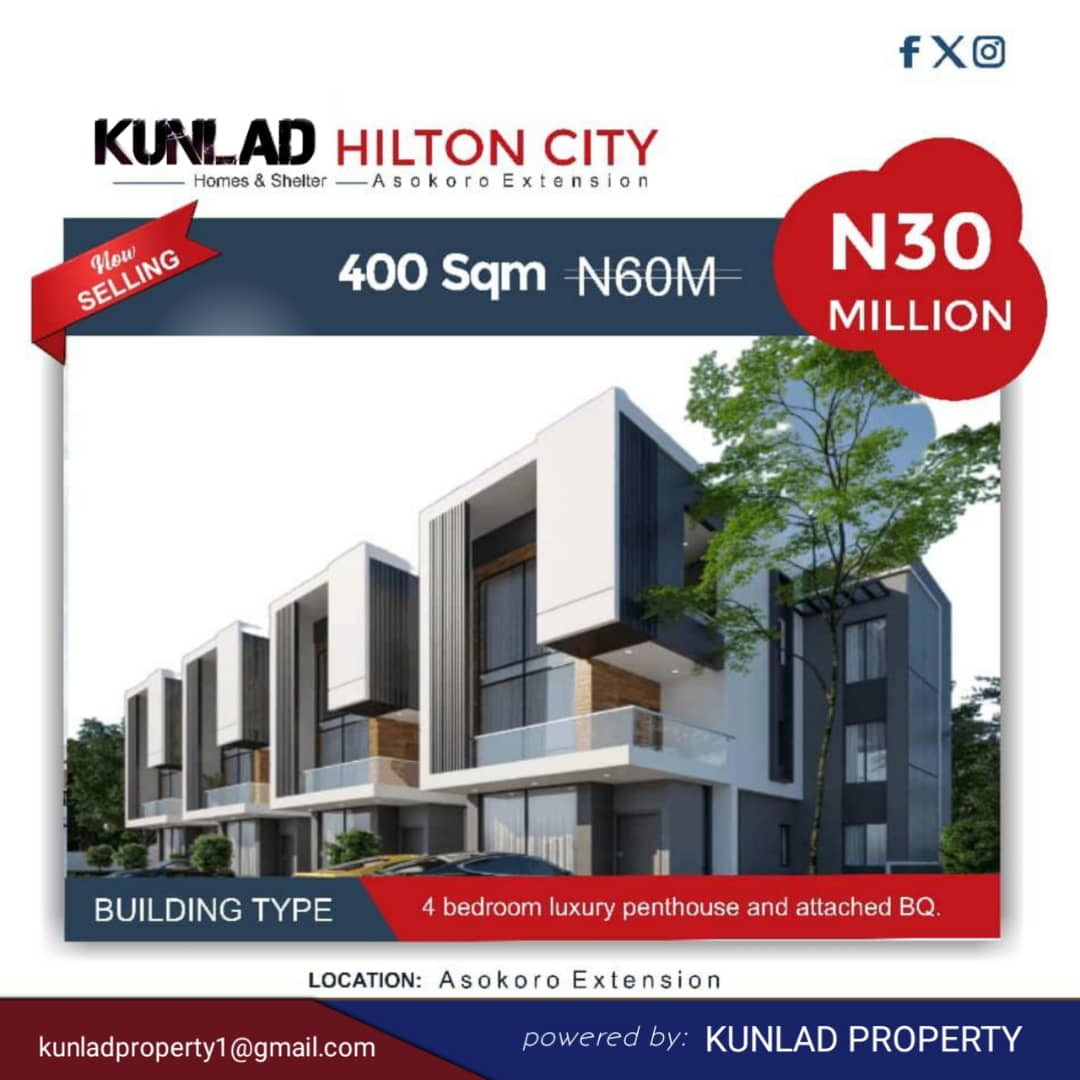 KUNLAD HILTON CITY
Homes & Shelter Asokoro Extension
Now
SELLING
400 Sqm N60M
N30
MILLION
BUILDING TYPE
4 bedroom luxury penthouse and attached BQ.
LOCATION: Asokoro Extension
kunladproperty1@gmail.com
powered by: KUNLAD PROPERTY